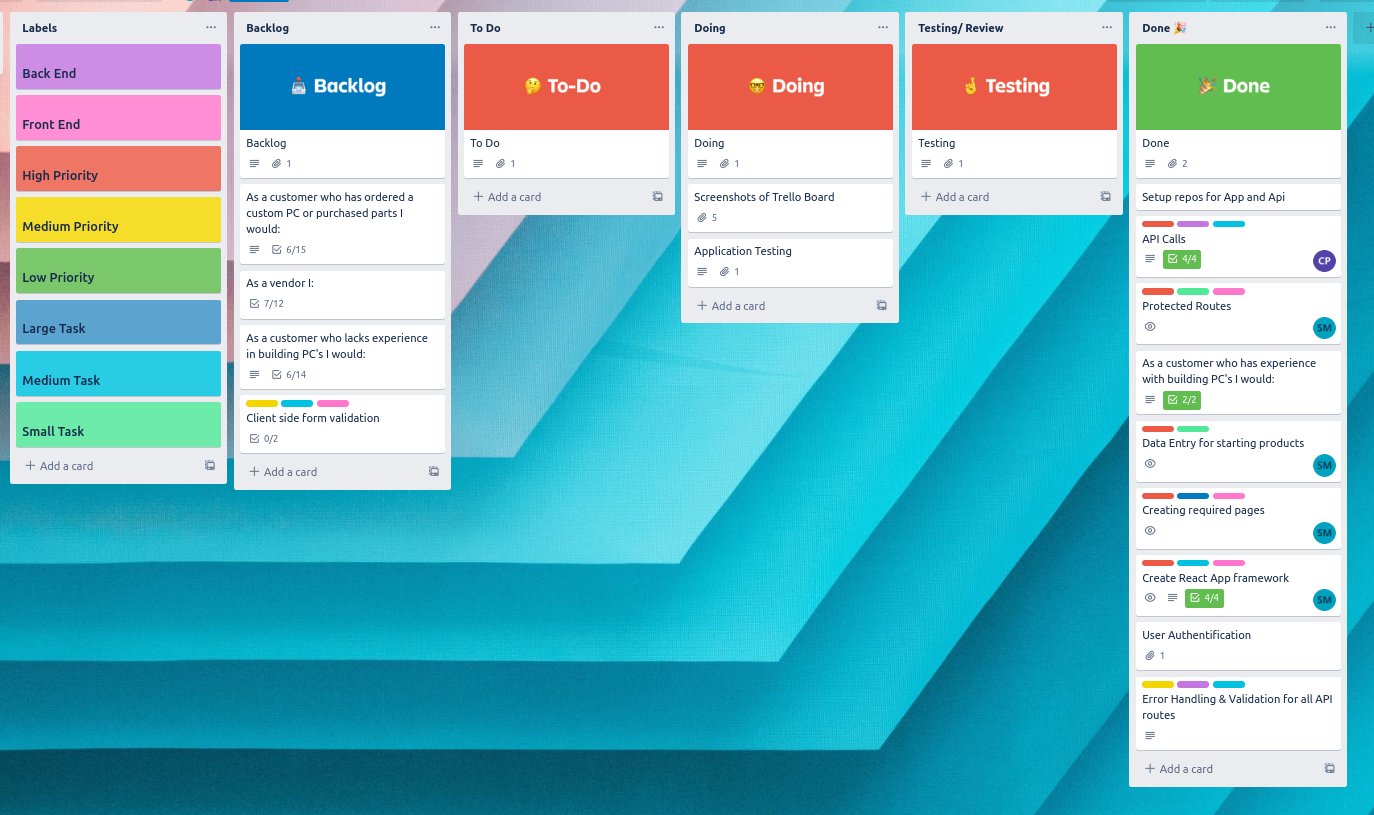 Labels
Back End
Front End
High Priority
Medium Priority
Low Priority
Large Task
Medium Task
Small Task
+ Add a card
Backlog
Backlog
Backlog
1
As a customer who has ordered a
custom PC or purchased parts I
would:
6/15
As a vendor I:
7/12
As a customer who lacks experience
in building PC's I would:
6/14
Client side form validation
0/2
+ Add a card
To Do
To-Do
To Do
1
+ Add a card
Doing
Doing
Doing
1
Screenshots of Trello Board
5
Application Testing
1
+ Add a card
Testing/ Review
Testing
Testing
1
+ Add a card
Done 🎉
Done
Done
2
Setup repos for App and Api
API Calls
4/4
CP
Protected Routes
SM
As a customer who has experience
with building PC's I would:
2/2
Data Entry for starting products
SM
Creating required pages
SM
Create React App framework
4/4
SM
User Authentification
1
Error Handling & Validation for all API
routes
+ Add a card